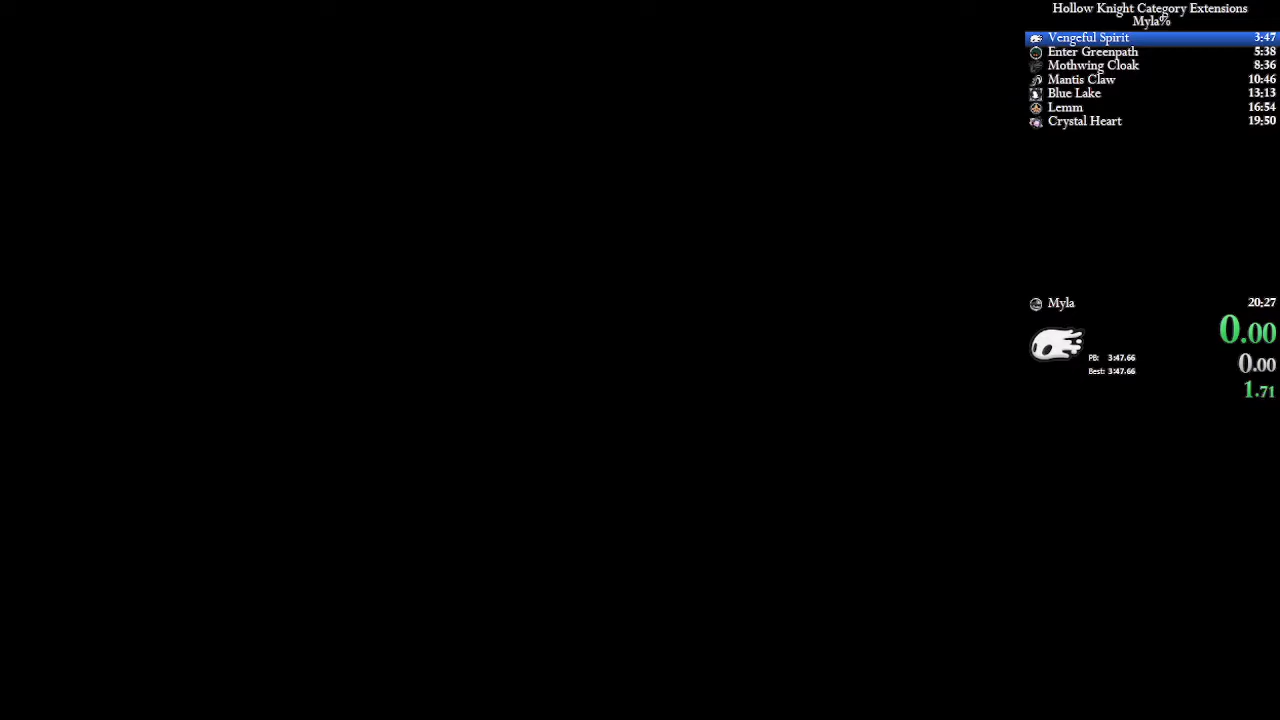 Hollow Knight Category Extensions
Myla%
Vengeful Spirit 3:47
Enter Greenpath 5:38
Mothwing Cloak 8:36
Mantis Claw 10:46
Blue Lake 13:13
Lemm 16:54
Crystal Heart 19:50
Myla 20:27
0.00
PB: 3:47.66
0.00
Best: 3:47.66
1.71